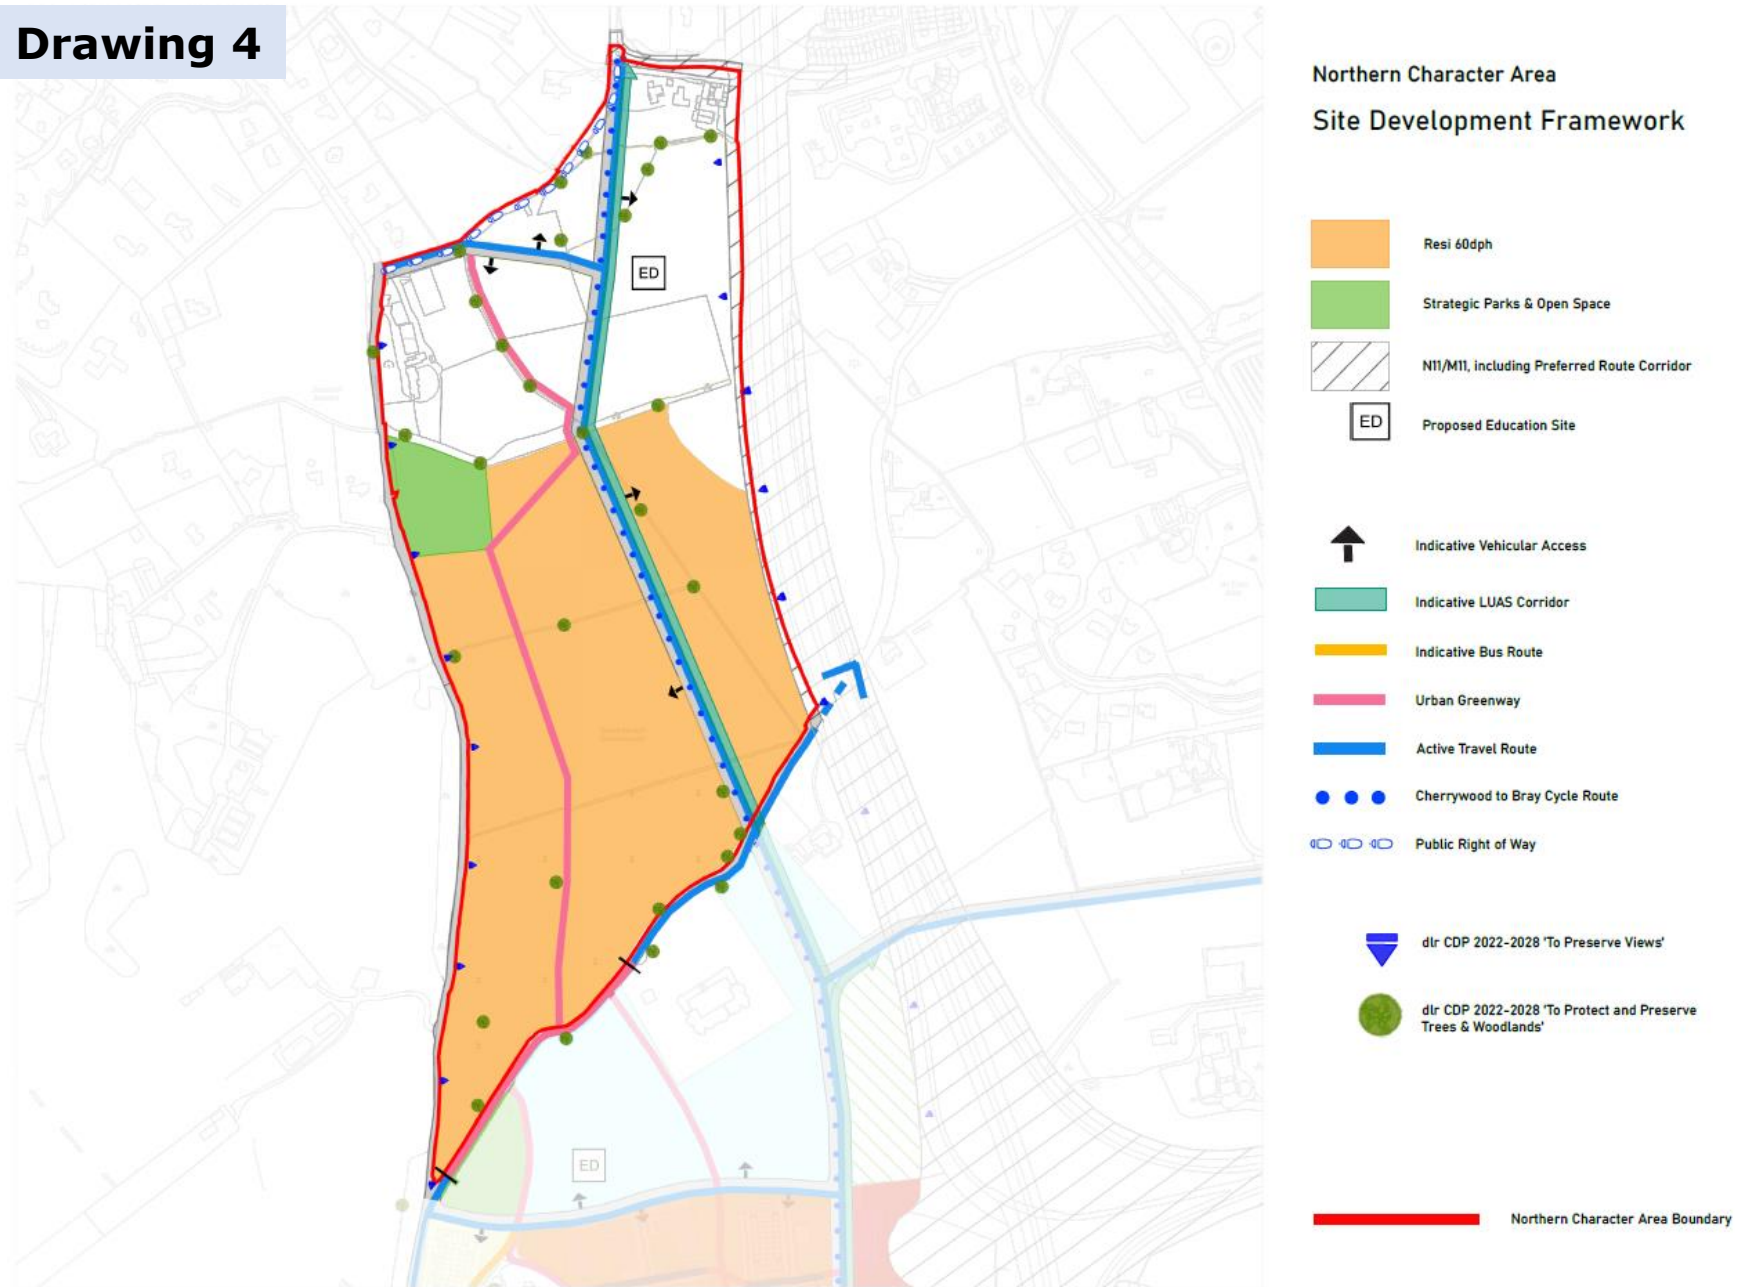 Drawing 4
Northern Character Area
Site Development Framework
Resi 60dph
Strategic Parks & Open Space
N11/M11, including Preferred Route Corridor
ED
Proposed Education Site
Indicative Vehicular Access
Indicative LUAS Corridor
Indicative Bus Route
Urban Greenway
Active Travel Route
Cherrywood to Bray Cycle Route
Public Right of Way
dlr CDP 2022-2028 'To Preserve Views'
dlr CDP 2022-2028 'To Protect and Preserve
Trees & Woodlands'
Northern Character Area Boundary
ED
ED